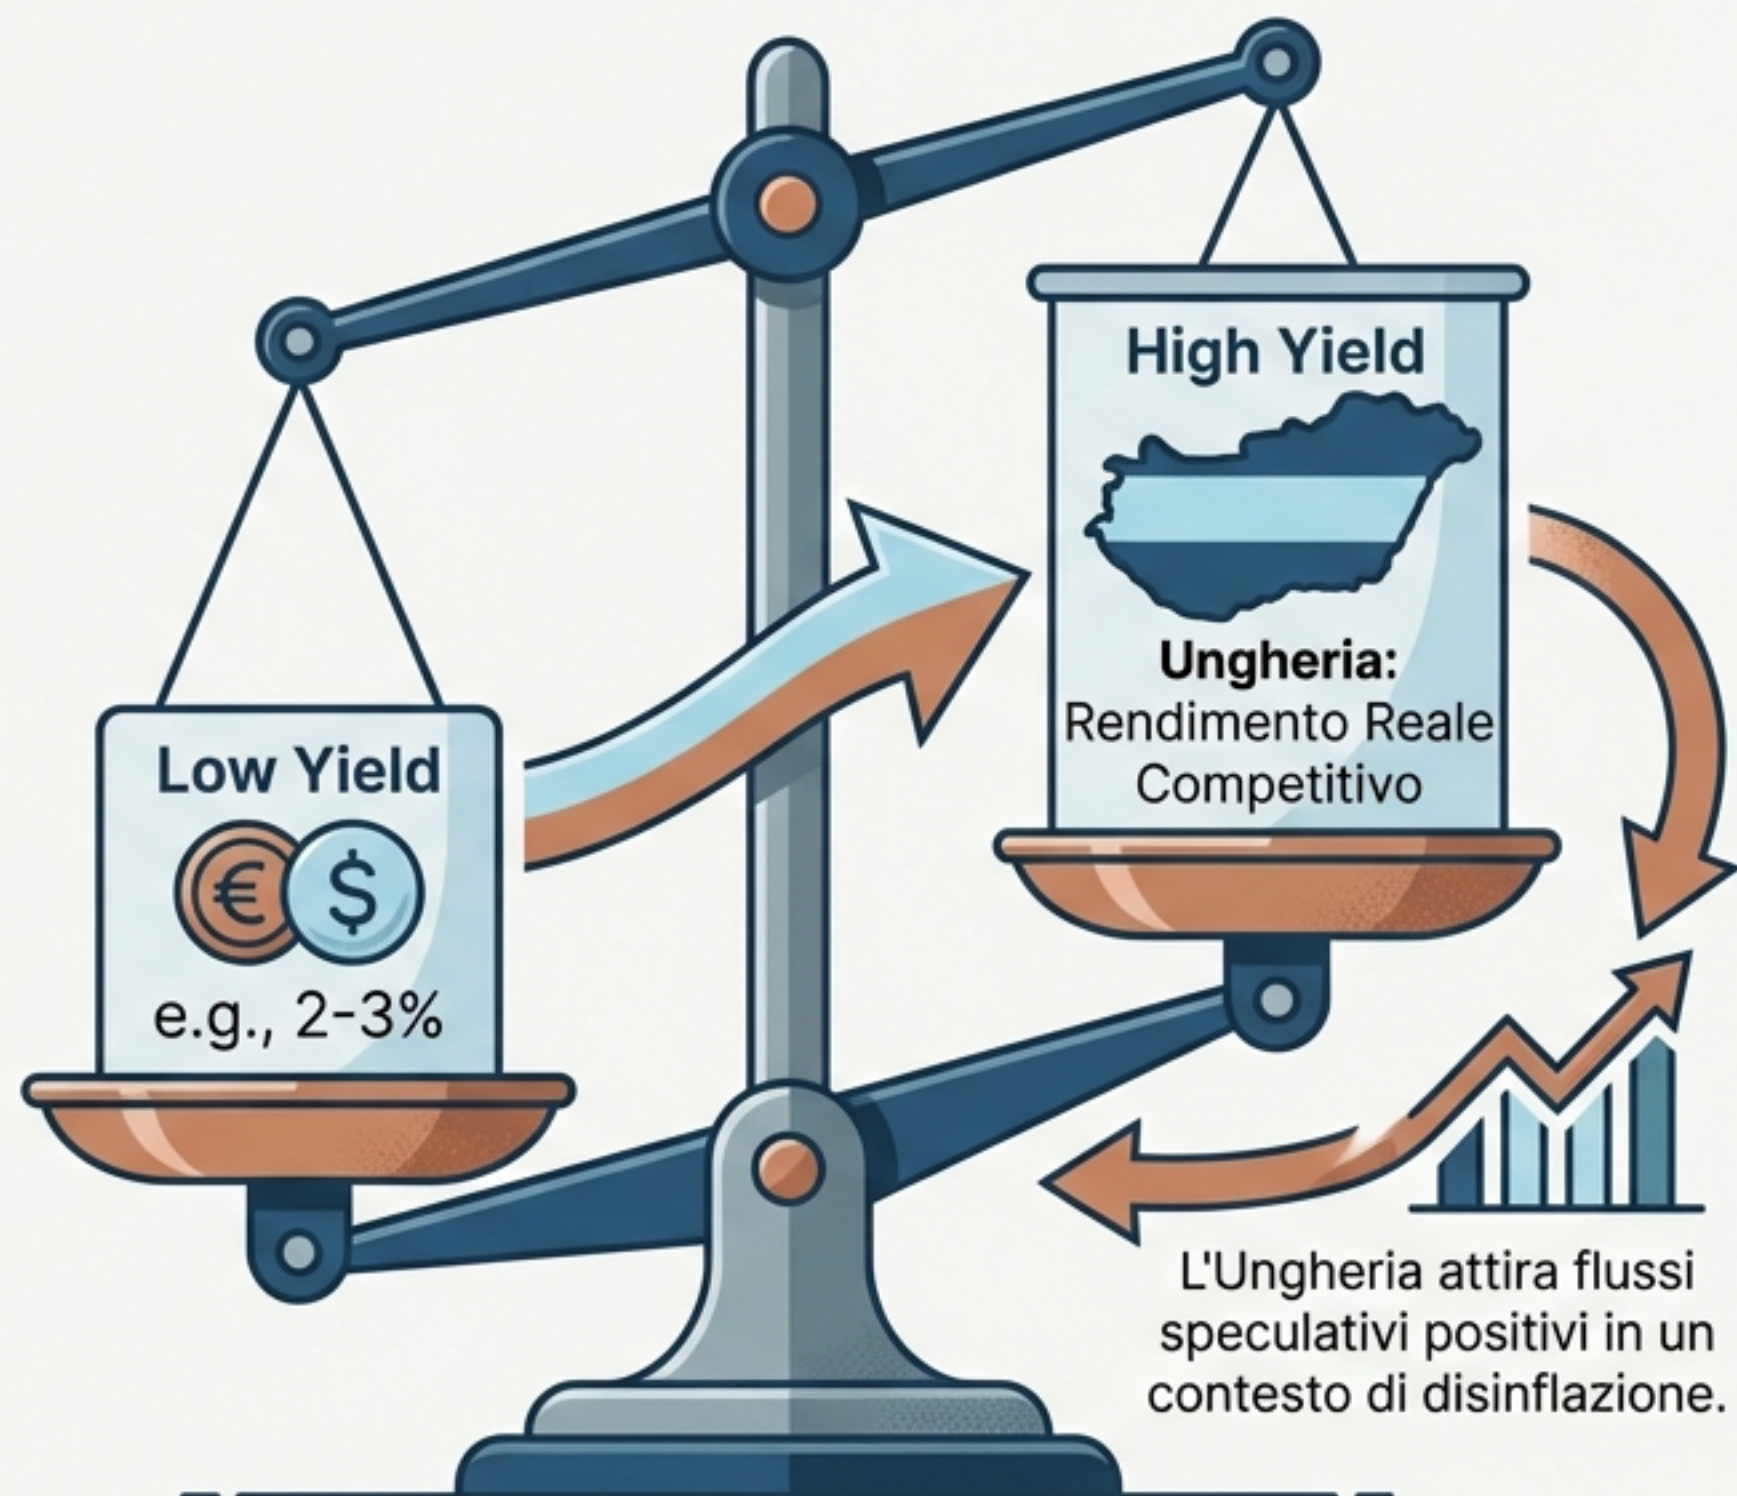 High Yield
Ungheria:
Rendimento Reale
Competitivo
Low Yield
€ $
e.g., 2-3%
L'Ungheria attira flussi
speculativi positivi in un
contesto di disinflazione.